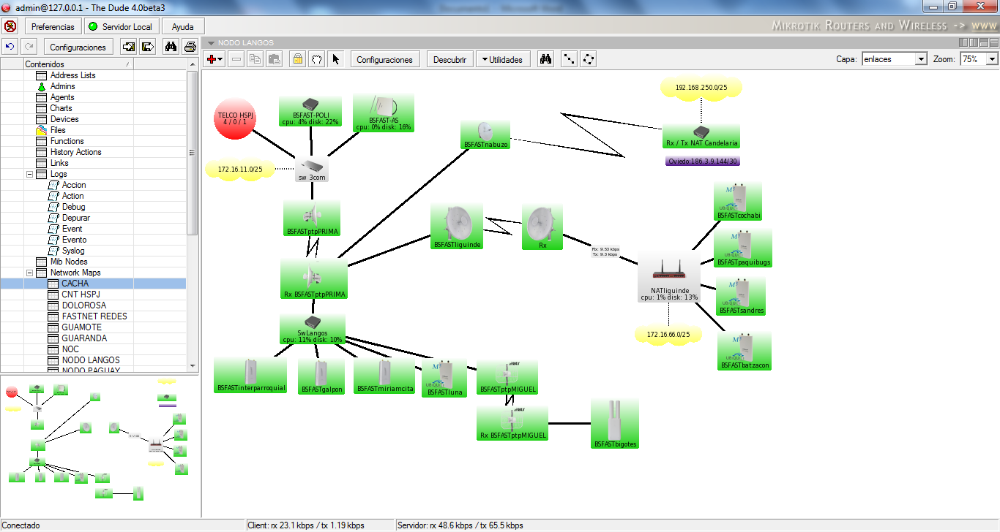 admin@127.0.0.1 - The Dude 4.0beta3
Preferencias
Servidor Local
Ayuda
MIKROTIK ROUTERS AND WIRELESS -> WWW
Configuraciones
NODO LANGOS
Configuraciones
Descubrir
Utilidades
Capa:
enlaces
Zoom:
75%
Contenidos
Address Lists
Admins
Agents
Charts
Devices
Files
Functions
History Actions
Links
Logs
Accion
Action
Debug
Depurar
Event
Evento
Syslog
Mib Nodes
Network Maps
CACHA
CNT HSPJ
DOLOROSA
FASTNET REDES
GUAMOTE
GUARANDA
NOC
NODO LANGOS
NODO PAGUAY
TELCO HSPJ
4 / 0 / 1
BSFAST-POLI
cpu: 4% disk: 22%
BSFAST-AS
cpu: 0% disk: 16%
172.16.11.0/25
sw 3com
BSFASTptpPRIMA
Rx BSFASTptpPRIMA
SwLangos
cpu: 11% disk: 10%
BSFASTinterparroquial
BSFASTgalpon
BSFASTmiriamcita
UBIQUITI
BSFASTluna
BSFASTptpMIGUEL
Rx BSFASTptpMIGUEL
BSFASTbigotes
BSFASTnabuzo
192.168.250.0/25
Rx / Tx NAT Candelaria
Oviedo:186.3.9.144/30
BSFASTliguinde
Rx
Rx: 9.53 kbps
Tx: 9.3 kbps
NATliguinde
cpu: 1% disk: 13%
172.16.66.0/25
UBIQUITI
BSFASTcochabi
UBIQUITI
BSFASTpaquibugs
UBIQUITI
BSFASTsandres
UBIQUITI
BSFASTbatzacon
Conectado
Client: rx 23.1 kbps / tx 1.19 kbps
Servidor: rx 48.6 kbps / tx 65.5 kbps